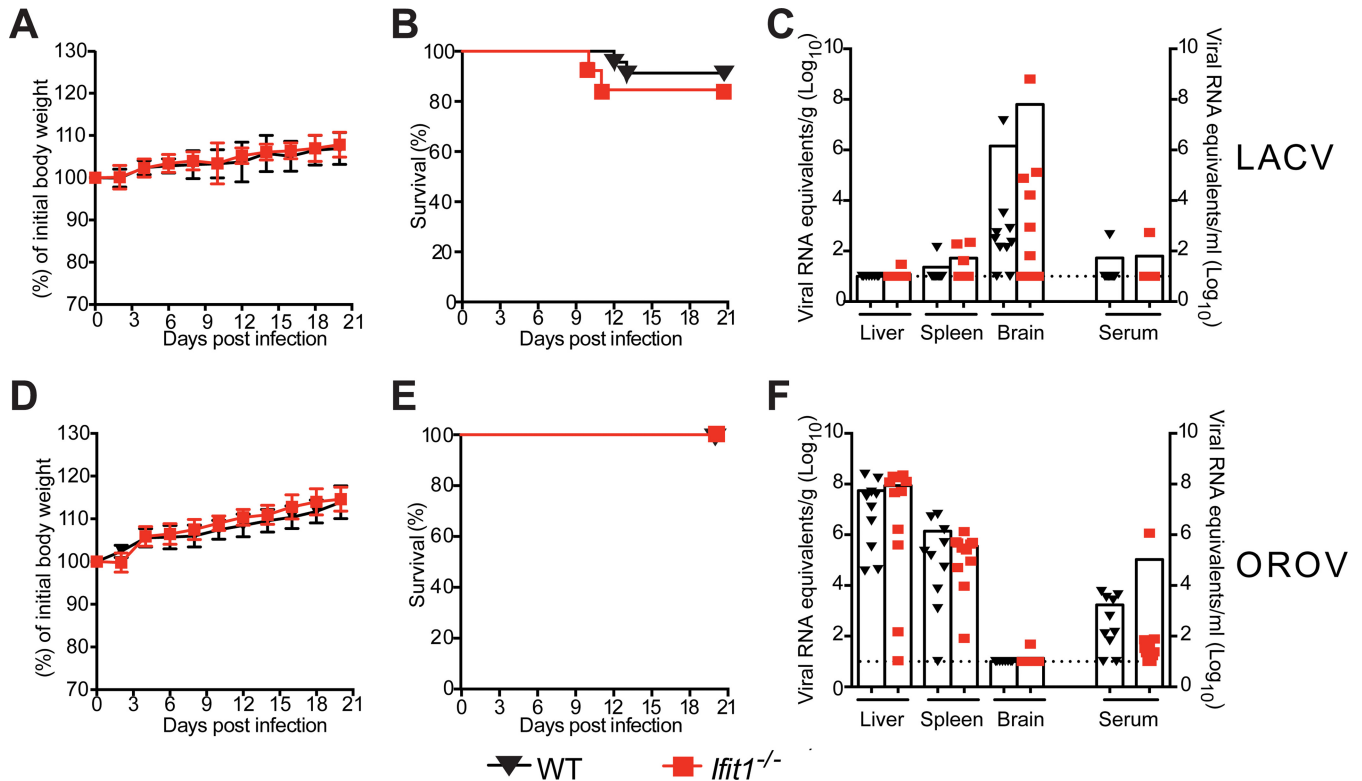 A
(%) of initial body weight
130
120
110
100
90
80
70
0 3 6 9 10 12 15 18 21
Days post infection
B
Survival (%)
100
80
60
40
20
0
0 3 6 9 12 15 18 21
Days post infection
C
Viral RNA equivalents/g (Log10)
10
8
6
4
2
0
Viral RNA equivalents/ml (Log10)
10
8
6
4
2
0
Liver Spleen Brain Serum
LACV
D
(%) of initial body weight
130
120
110
100
90
80
70
0 3 6 9 12 15 18 21
Days post infection
E
Survival (%)
100
80
60
40
20
0
0 3 6 9 12 15 18 21
Days post infection
F
Viral RNA equivalents/g (Log10)
10
8
6
4
2
0
Viral RNA equivalents/ml (Log10)
10
8
6
4
2
0
Liver Spleen Brain Serum
OROV
WT Ifit1-/-